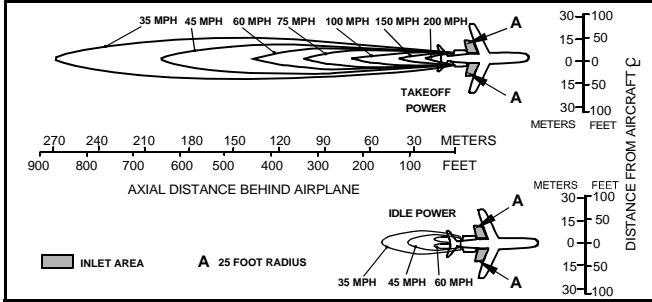 35 MPH 45 MPH 60 MPH 75 MPH 100 MPH 150 MPH 200 MPH A
TAKEOFF
POWER
A
30 100
15 50
0 0
15 50
30 100
METERS FEET
270 240 210 180 150 120 90 60 30 METERS
900 800 700 600 500 400 300 200 100 FEET
AXIAL DISTANCE BEHIND AIRPLANE
DISTANCE FROM AIRCRAFT ℄
METERS FEET
IDLE POWER A
30 100
15 50
0 0
15 50
30 100
INLET AREA A 25 FOOT RADIUS
35 MPH 45 MPH 60 MPH A